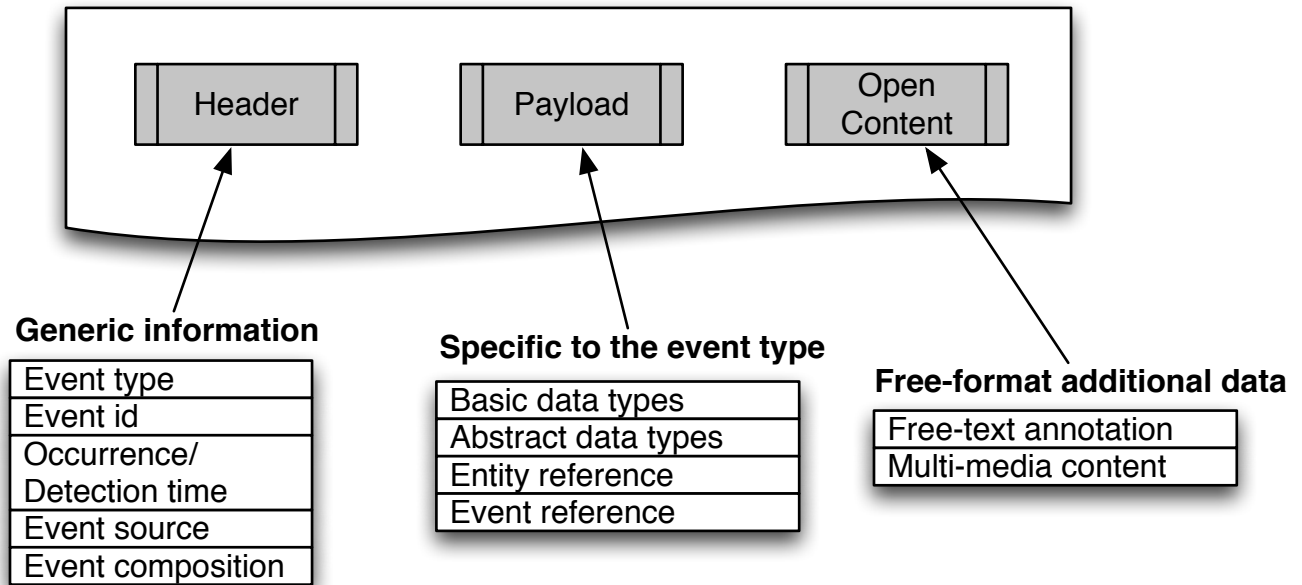 Header
Payload
Open
Content
Generic information
Event type
Event id
Occurrence/
Detection time
Event source
Event composition
Specific to the event type
Basic data types
Abstract data types
Entity reference
Event reference
Free-format additional data
Free-text annotation
Multi-media content